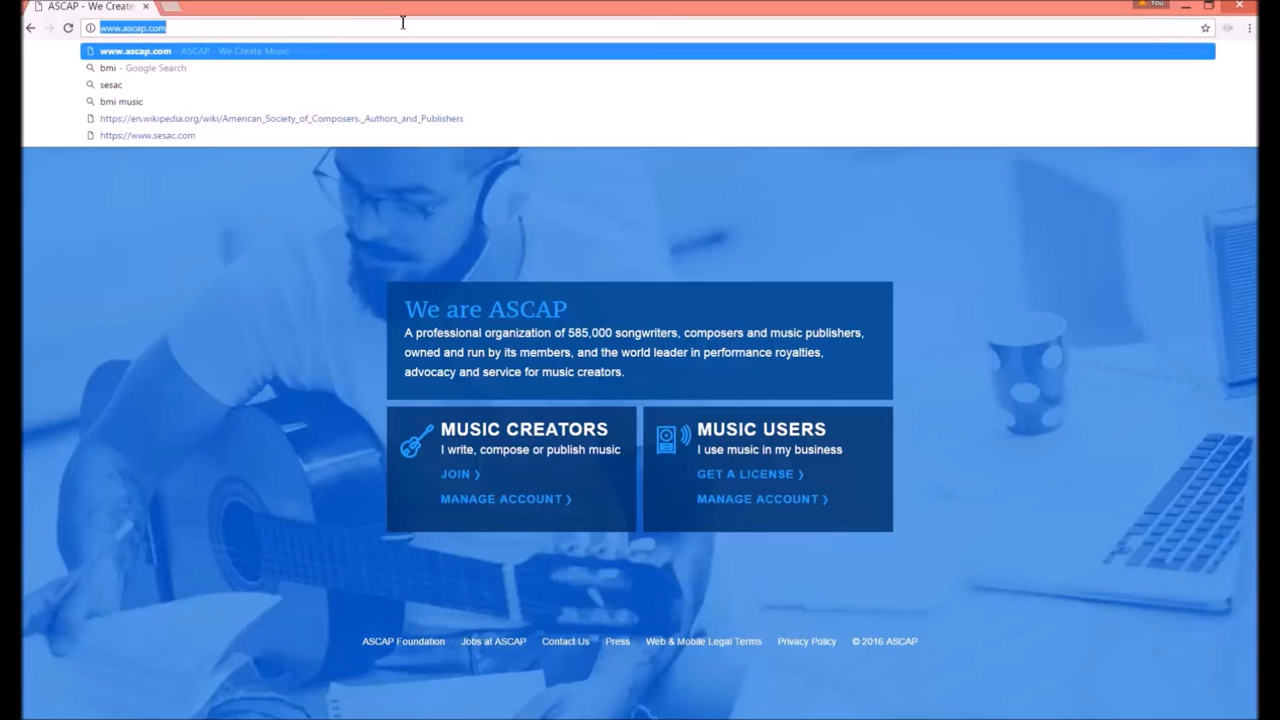 ASCAP - We Create
You
www.ascap.com
www.ascap.com - ASCAP - We Create Music
bmi - Google Search
sesac
bmi music
https://en.wikipedia.org/wiki/American_Society_of_Composers,_Authors_and_Publishers
https://www.sesac.com
We are ASCAP
A professional organization of 585,000 songwriters, composers and music publishers,
owned and run by its members, and the world leader in performance royalties,
advocacy and service for music creators.
MUSIC CREATORS
I write, compose or publish music
JOIN ❯
MANAGE ACCOUNT ❯
MUSIC USERS
I use music in my business
GET A LICENSE ❯
MANAGE ACCOUNT ❯
ASCAP Foundation Jobs at ASCAP Contact Us Press Web & Mobile Legal Terms Privacy Policy © 2016 ASCAP